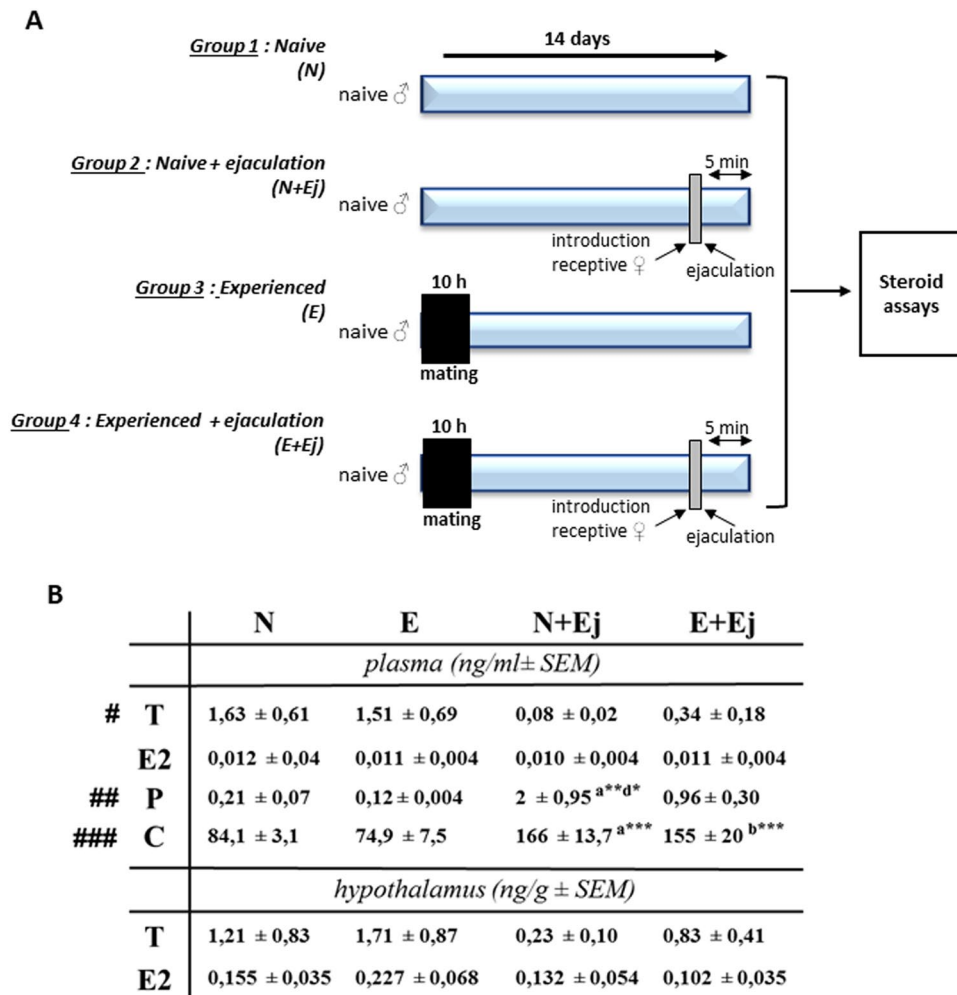 A
Group 1 : Naive
(N)
14 days
naive ♂
Group 2 : Naive + ejaculation
(N+Ej)
5 min
naive ♂
introduction
receptive ♀
ejaculation
Group 3 : Experienced
(E)
10 h
naive ♂
mating
Group 4 : Experienced + ejaculation
(E+Ej)
10 h
5 min
naive ♂
mating
introduction
receptive ♀
ejaculation
Steroid
assays
B
N E N+Ej E+Ej
plasma (ng/ml± SEM)
# T 1,63 ± 0,61 1,51 ± 0,69 0,08 ± 0,02 0,34 ± 0,18
E2 0,012 ± 0,04 0,011 ± 0,004 0,010 ± 0,004 0,011 ± 0,004
## P 0,21 ± 0,07 0,12 ± 0,004 2 ± 0,95 a**d* 0,96 ± 0,30
### C 84,1 ± 3,1 74,9 ± 7,5 166 ± 13,7 a*** 155 ± 20 b***
hypothalamus (ng/g ± SEM)
T 1,21 ± 0,83 1,71 ± 0,87 0,23 ± 0,10 0,83 ± 0,41
E2 0,155 ± 0,035 0,227 ± 0,068 0,132 ± 0,054 0,102 ± 0,035